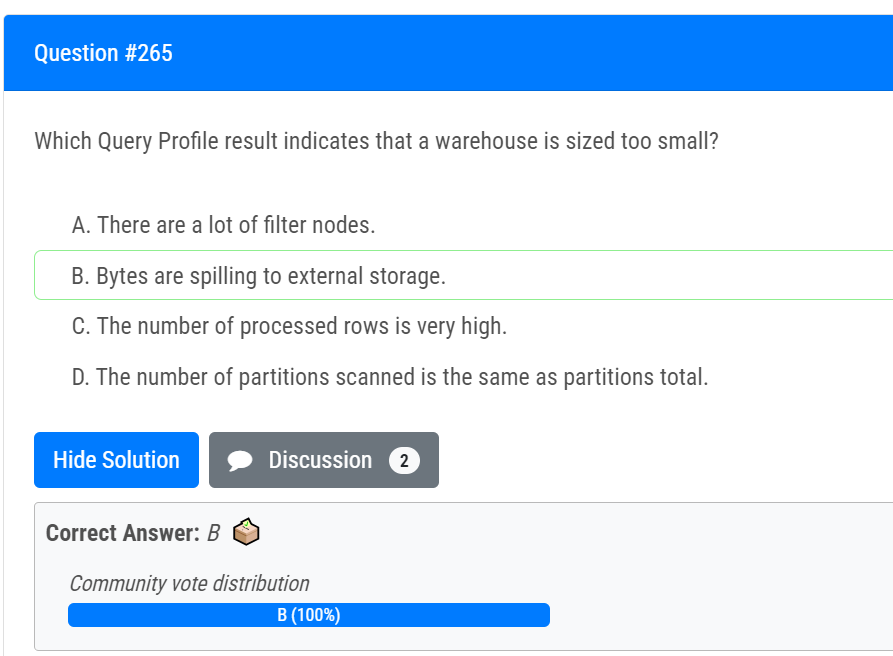 Question #265
Which Query Profile result indicates that a warehouse is sized too small?
A. There are a lot of filter nodes.
B. Bytes are spilling to external storage.
C. The number of processed rows is very high.
D. The number of partitions scanned is the same as partitions total.
Hide Solution Discussion 2
Correct Answer: B
Community vote distribution
B (100%)